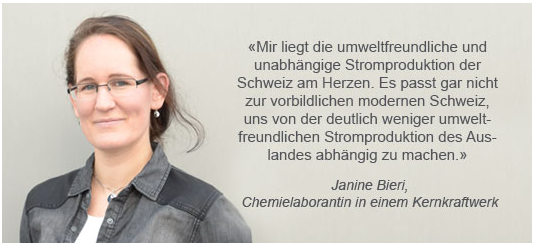 «Mir liegt die umweltfreundliche und
unabhängige Stromproduktion der
Schweiz am Herzen. Es passt gar nicht
zur vorbildlichen modernen Schweiz,
uns von der deutlich weniger umwelt-
freundlichen Stromproduktion des Aus-
landes abhängig zu machen.»
Janine Bieri,
Chemielaborantin in einem Kernkraftwerk